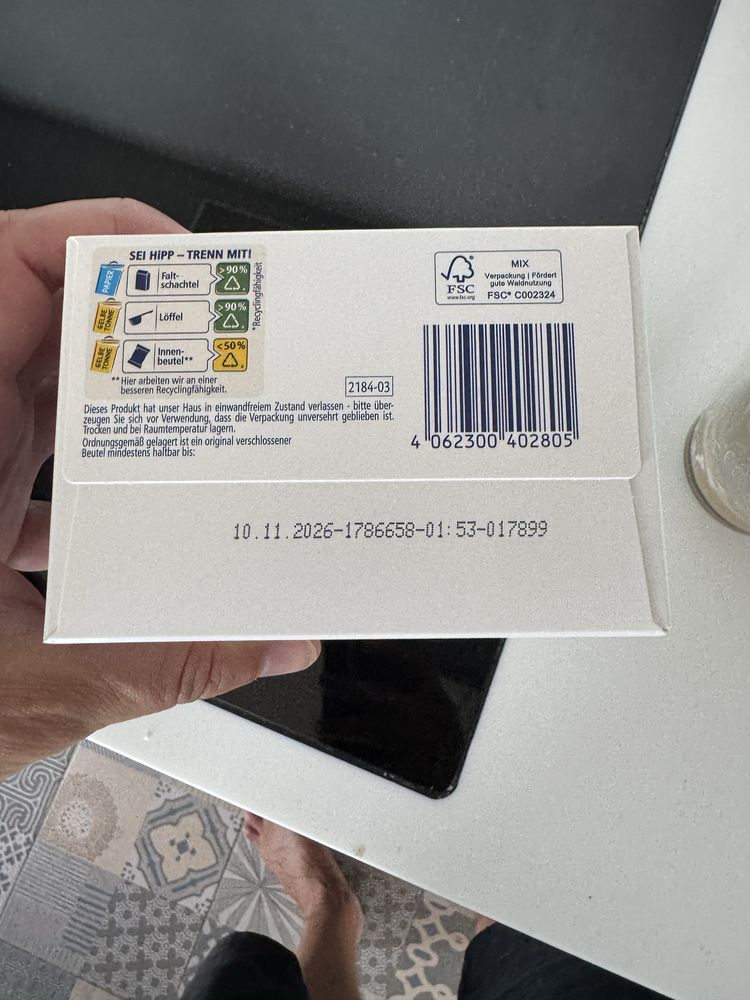 SEI HiPP – TRENN MIT!
PAPIER
Falt-
schachtel
>90%
GELBE TONNE
Löffel
>90%
GELBE TONNE
Innen-
beutel**
<50%
*Recyclingfähigkeit
**Hier arbeiten wir an einer
besseren Recyclingfähigkeit.
2184-03
Dieses Produkt hat unser Haus in einwandfreiem Zustand verlassen - bitte über-
zeugen Sie sich vor Verwendung, dass die Verpackung unversehrt geblieben ist.
Trocken und bei Raumtemperatur lagern.
Ordnungsgemäß gelagert ist ein original verschlossener
Beutel mindestens haltbar bis:
FSC
www.fsc.org
MIX
Verpackung | Fördert
gute Waldnutzung
FSC® C002324
4 062300 402805
10.11.2026-1786658-01:53-017899